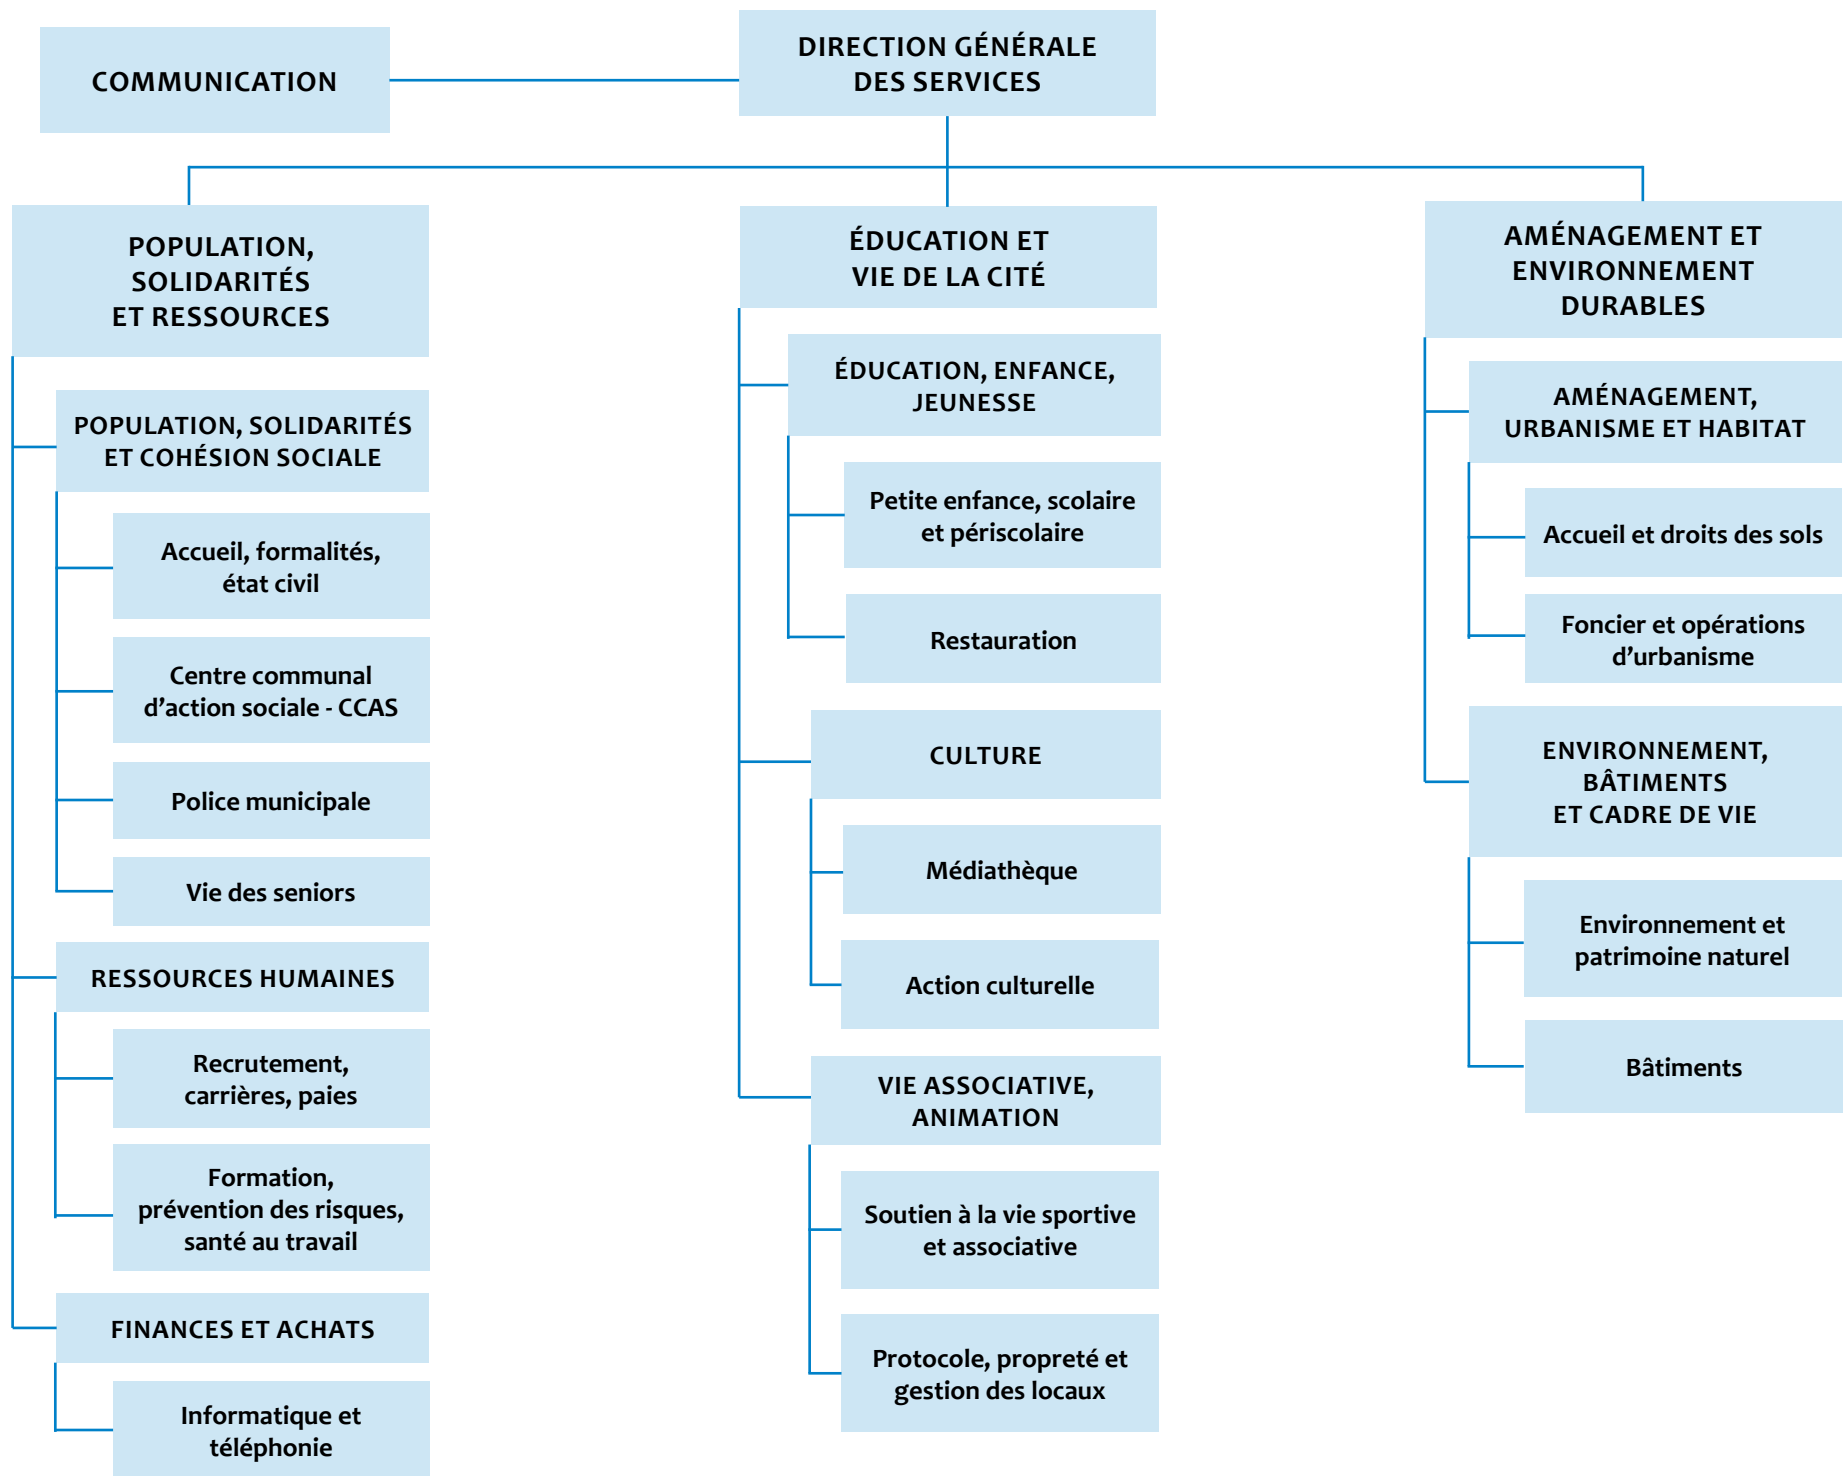 COMMUNICATION
DIRECTION GÉNÉRALE
DES SERVICES
POPULATION,
SOLIDARITÉS
ET RESSOURCES
POPULATION, SOLIDARITÉS
ET COHÉSION SOCIALE
Accueil, formalités,
état civil
Centre communal
d’action sociale - CCAS
Police municipale
Vie des seniors
RESSOURCES HUMAINES
Recrutement,
carrières, paies
Formation,
prévention des risques,
santé au travail
FINANCES ET ACHATS
Informatique et
téléphonie
ÉDUCATION ET
VIE DE LA CITÉ
ÉDUCATION, ENFANCE,
JEUNESSE
Petite enfance, scolaire
et périscolaire
Restauration
CULTURE
Médiathèque
Action culturelle
VIE ASSOCIATIVE,
ANIMATION
Soutien à la vie sportive
et associative
Protocole, propreté et
gestion des locaux
AMÉNAGEMENT ET
ENVIRONNEMENT
DURABLES
AMÉNAGEMENT,
URBANISME ET HABITAT
Accueil et droits des sols
Foncier et opérations
d’urbanisme
ENVIRONNEMENT,
BÂTIMENTS
ET CADRE DE VIE
Environnement et
patrimoine naturel
Bâtiments